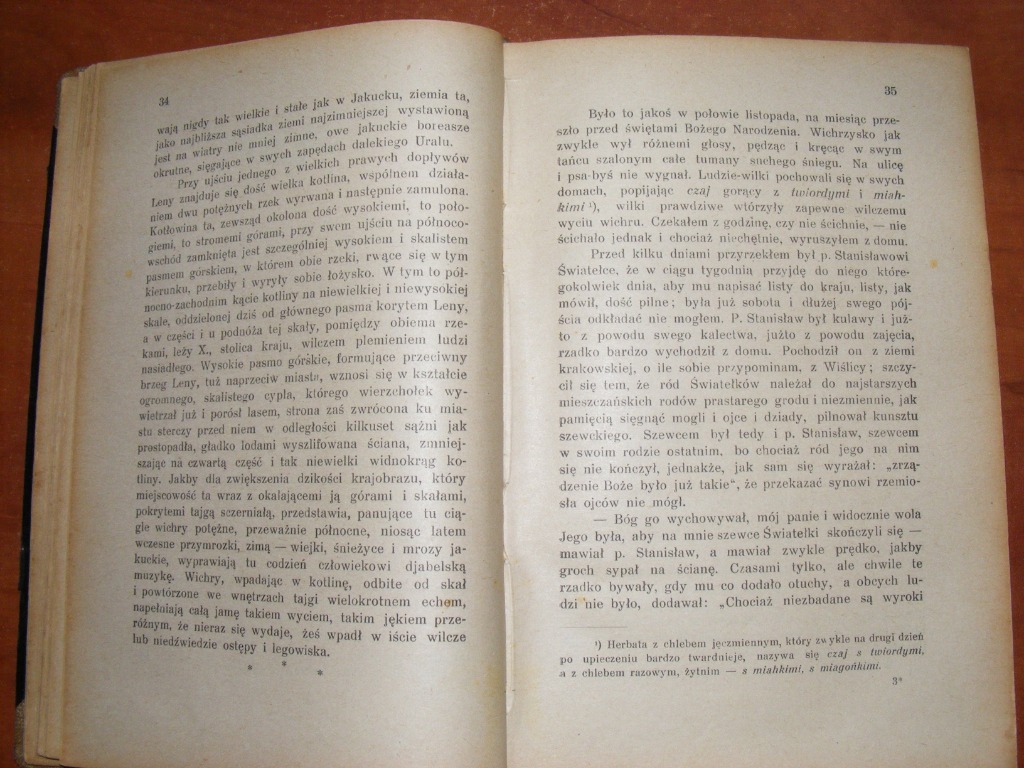 34
wają nigdy tak wielkie i stałe jak w Jakucku, ziemia ta,
jako najbliższa sąsiadka ziemi najzimniejszej wystawioną
jest na wiatry nie mniej zimne, owe jakuckie boreasze
okrutne, sięgające w swych zapędach dalekiego Uralu.
Przy ujściu jednego z wielkich prawych dopływów
Leny znajduje się dość wielka kotlina, wspólnem działa-
niem dwu potężnych rzek wyrwana i następnie zamulona.
Kotłowina ta, zewsząd okolona dość wysokiemi, to poło-
giemi, to stromemi górami, przy swem ujściu na północo-
wschód zamknięta jest szczególniej wysokiem i skalistem
pasmem górskiem, w którem obie rzeki, rwące się w tym
kierunku, przebiły i wyryły sobie łożysko. W tym to pół-
nocno-zachodnim kącie kotliny na niewielkiej i niewysokiej
skale, oddzielonej dziś od głównego pasma korytem Leny,
a w części i u podnóża tej skały, pomiędzy obiema rze-
kami, leży X., stolica kraju, wilczem plemieniem ludzi
nasiadłego. Wysokie pasmo górskie, formujące przeciwny
brzeg Leny, tuż naprzeciw miasta, wznosi się w kształcie
ogromnego, skalistego cypla, którego wierzchołek wy-
wietrzał już i porósł lasem, strona zaś zwrócona ku mia-
stu sterczy przed niem w odległości kilkuset sążni jak
prostopadła, gładko lodami wyszlifowana ściana, zmniej-
szając na czwartą część i tak niewielki widnokrąg ko-
tliny. Jakby dla zwiększenia dzikości krajobrazu, który
miejscowość ta wraz z okalającemi ją górami i skałami,
pokrytemi tajgą sczerniałą, przedstawia, panujące tu cią-
gle wichry potężne, przeważnie północne, niosąc latem
wczesne przymrozki, zimą — wiejki, śnieżyce i mrozy ja-
kuckie, wyprawiają tu codzień człowiekowi djabelską
muzykę. Wichry, wpadając w kotlinę, odbite od skał
i powtórzone we wnętrzach tajgi wielokrotnem echem,
napełniają całą jamę takiem wyciem, takim jękiem prze-
różnym, że nieraz się wydaje, żeś wpadł w iście wilcze
lub niedźwiedzie ostępy i legowiska.
* * *
35
Było to jakoś w połowie listopada, na miesiąc prze-
szło przed świętami Bożego Narodzenia. Wichrzysko jak
zwykle wył różnemi głosy, pędząc i kręcąc w swym
tańcu szalonym całe tumany suchego śniegu. Na ulicę
i psa-byś nie wygnał. Ludzie-wilki pochowali się w swych
domach, popijając czaj gorący z twiordymi i miah-
kimi ¹), wilki prawdziwe wtórzyły zapewne wilczemu
wyciu wichru. Czekałem z godzinę, czy nie ścichnie, — nie
ścichało jednak i chociaż niechętnie, wyruszyłem z domu.
Przed kilku dniami przyrzekłem był p. Stanisławowi
Światełce, że w ciągu tygodnia przyjdę do niego które-
gokolwiek dnia, aby mu napisać listy do kraju, listy, jak
mówił, dość pilne; była już sobota i dłużej swego pój-
ścia odkładać nie mogłem. P. Stanisław był kulawy i już-
to z powodu swego kalectwa, jużto z powodu zajęcia,
rzadko bardzo wychodził z domu. Pochodził on z ziemi
krakowskiej, o ile sobie przypominam, z Wiślicy; szczy-
cił się tem, że ród Światełków należał do najstarszych
mieszczańskich rodów prastarego grodu i niezmiennie, jak
pamięcią sięgnąć mogli i ojce i dziady, pilnował kunsztu
szewckiego. Szewcem był tedy i p. Stanisław, szewcem
w swoim rodzie ostatnim, bo chociaż ród jego na nim
się nie kończył, jednakże, jak sam się wyrażał: „zrzą-
dzenie Boże było już takie“, że przekazać synowi rzemio-
sła ojców nie mógł.
— Bóg go wychowywał, mój panie i widocznie wola
Jego była, aby na mnie szewce Światełki skończyli się —
mawiał p. Stanisław, a mawiał zwykle prędko, jakby
groch sypał na ścianę. Czasami tylko, ale chwile te
rzadko bywały, gdy mu co dodało otuchy, a obcych lu-
dzi nie było, dodawał: „Chociaż niezbadane są wyroki
¹) Herbata z chlebem jęczmiennym, który zwykle na drugi dzień
po upieczeniu bardzo twardnieje, nazywa się czaj s twiordymi,
a z chlebem razowym, żytnim — s miahkimi, s miagońkimi.
3*